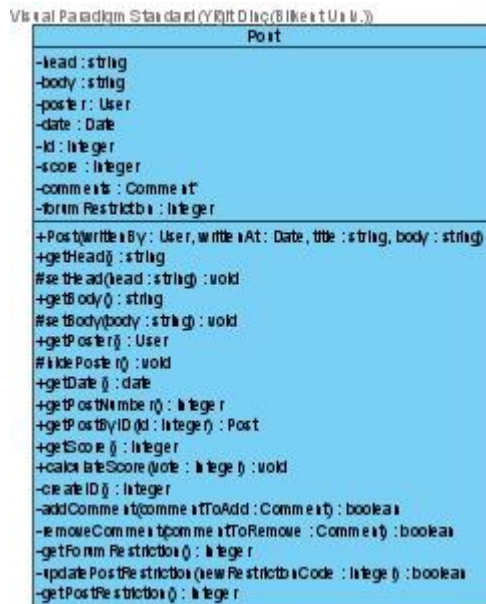 Visual Paradigm Standard (Yiğit Dinç(Bilkent Univ.))
Post
-head : string
-body : string
-poster : User
-date : Date
-id : Integer
-score : Integer
-comments : Comment*
-forumRestriction : Integer
+Post(writtenBy : User, writtenAt : Date, title : string, body : string)
+getHead() : string
#setHead(head : string) : void
+getBody() : string
#setBody(body : string) : void
+getPoster() : User
#hidePoster() : void
+getDate() : date
+getPostNumber() : Integer
+getPostByID(id : Integer) : Post
+getScore() : Integer
+calculateScore(vote : Integer) : void
-createID() : Integer
-addComment(commentToAdd : Comment) : boolean
-removeComment(commentToRemove : Comment) : boolean
-getForumRestriction() : Integer
-updatePostRestriction(newRestrictionCode : Integer) : boolean
-getPostRestriction() : Integer